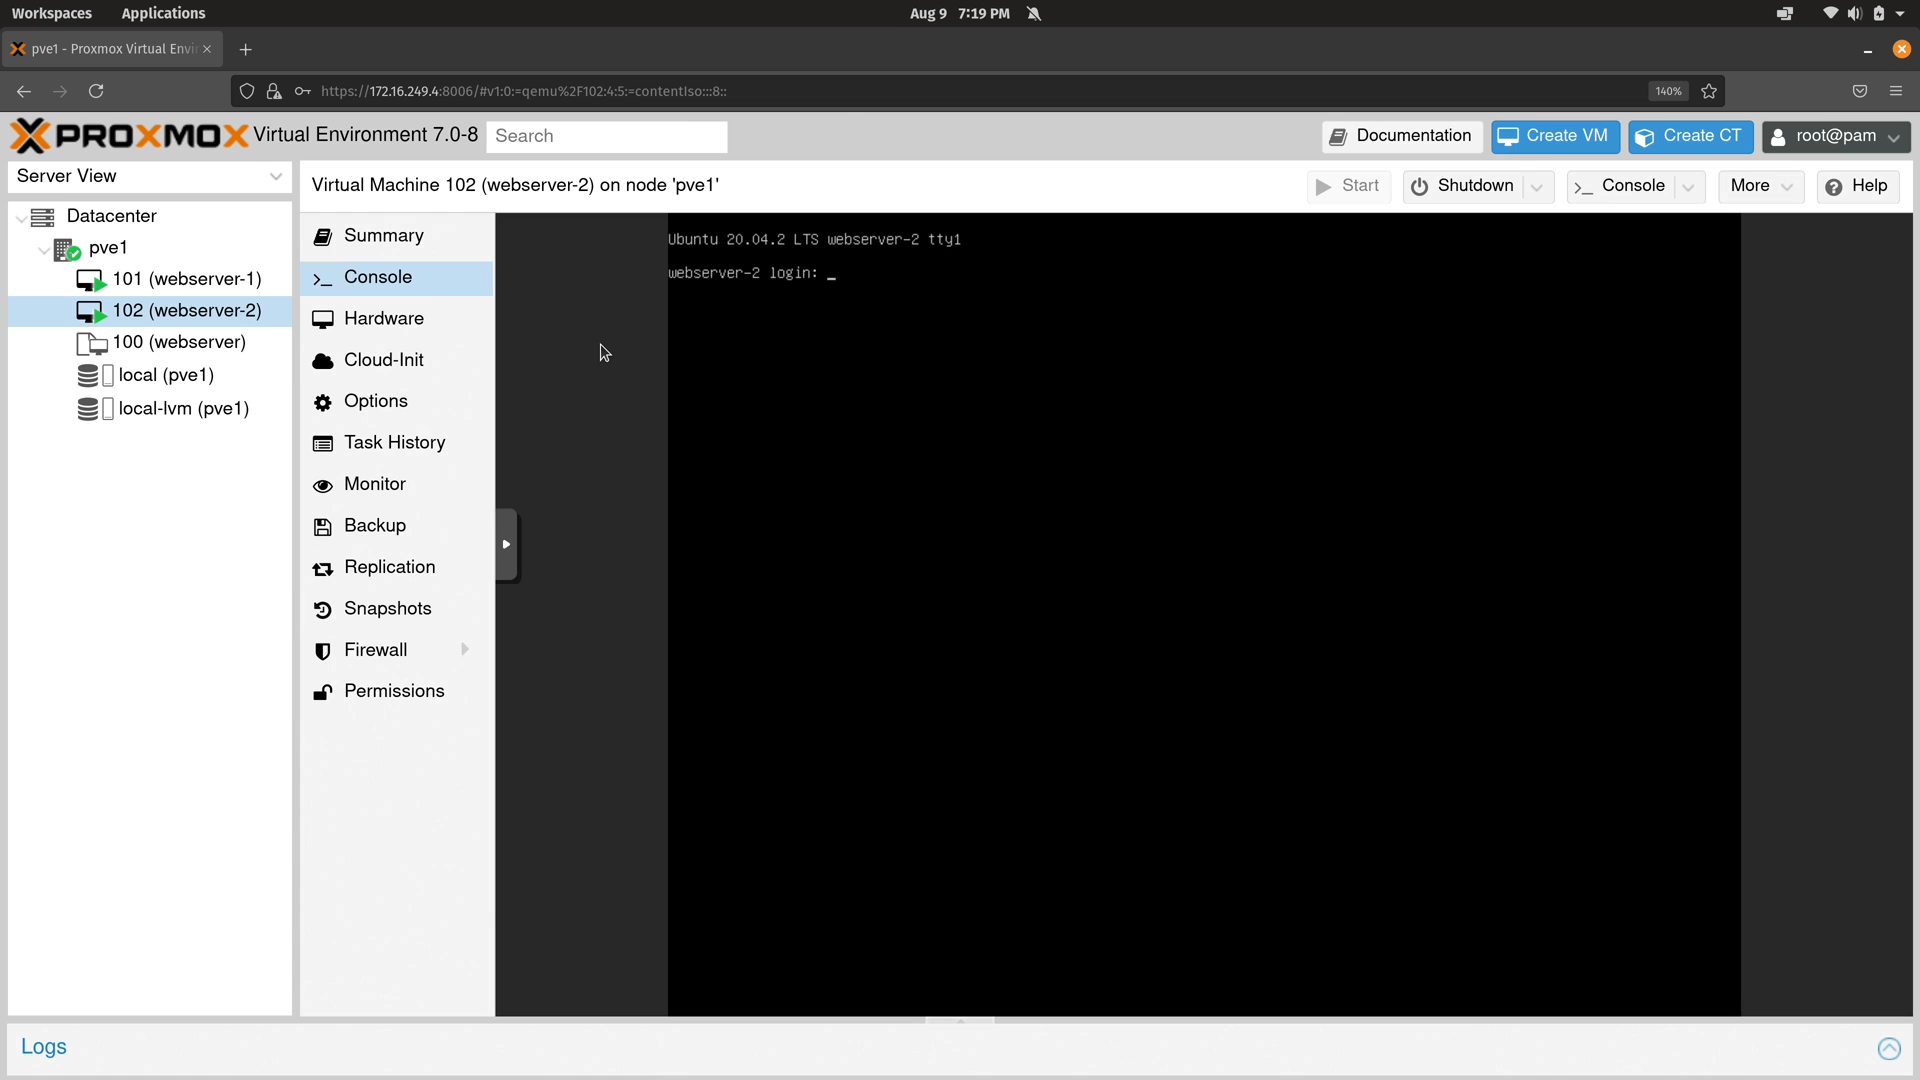 Workspaces Applications Aug 9 7:19 PM
pve1 - Proxmox Virtual Envi
https://172.16.249.4:8006/#v1:0:=qemu%2F102:4:5:=contentIso:::8:: 140%
PROXMOX Virtual Environment 7.0-8 Search Documentation Create VM Create CT root@pam
Server View
Virtual Machine 102 (webserver-2) on node 'pve1' Start Shutdown Console More Help
Datacenter
pve1
101 (webserver-1)
102 (webserver-2)
100 (webserver)
local (pve1)
local-lvm (pve1)
Summary
Console
Hardware
Cloud-Init
Options
Task History
Monitor
Backup
Replication
Snapshots
Firewall
Permissions
Ubuntu 20.04.2 LTS webserver-2 tty1
webserver-2 login: _
Logs